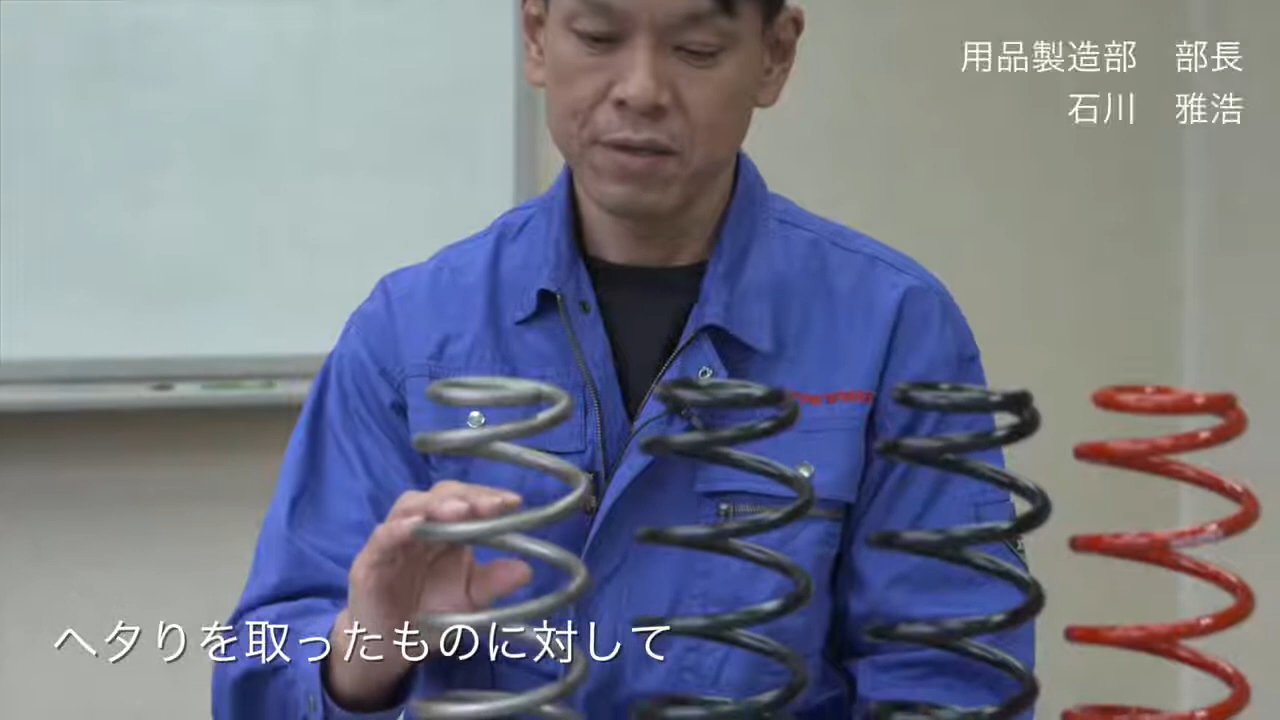 用品製造部　部長
石川　雅浩
ヘタりを取ったものに対して